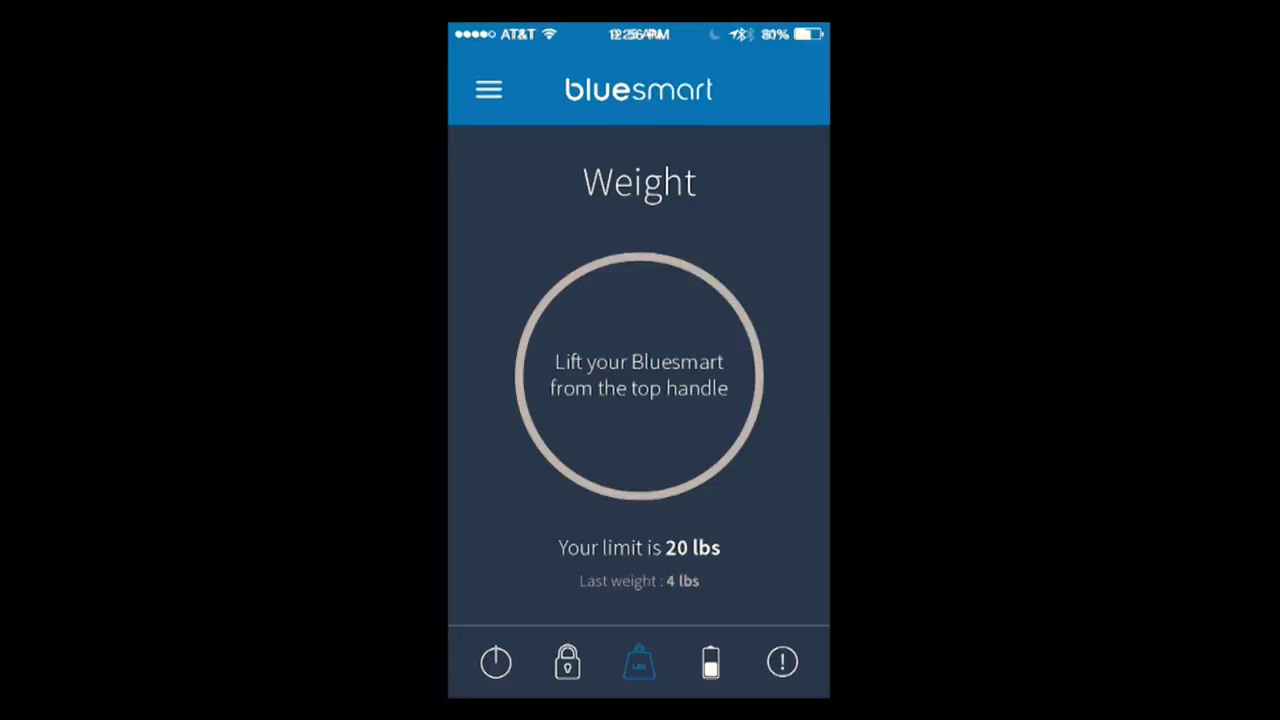 AT&T 80%
bluesmart
Weight
Lift your Bluesmart
from the top handle
Your limit is 20 lbs
Last weight : 4 lbs
LBS